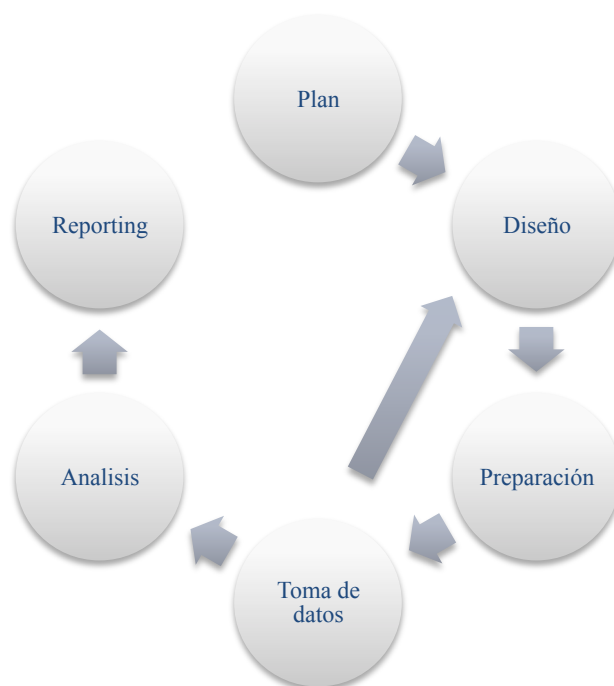 Plan
Diseño
Preparación
Toma de
datos
Analisis
Reporting